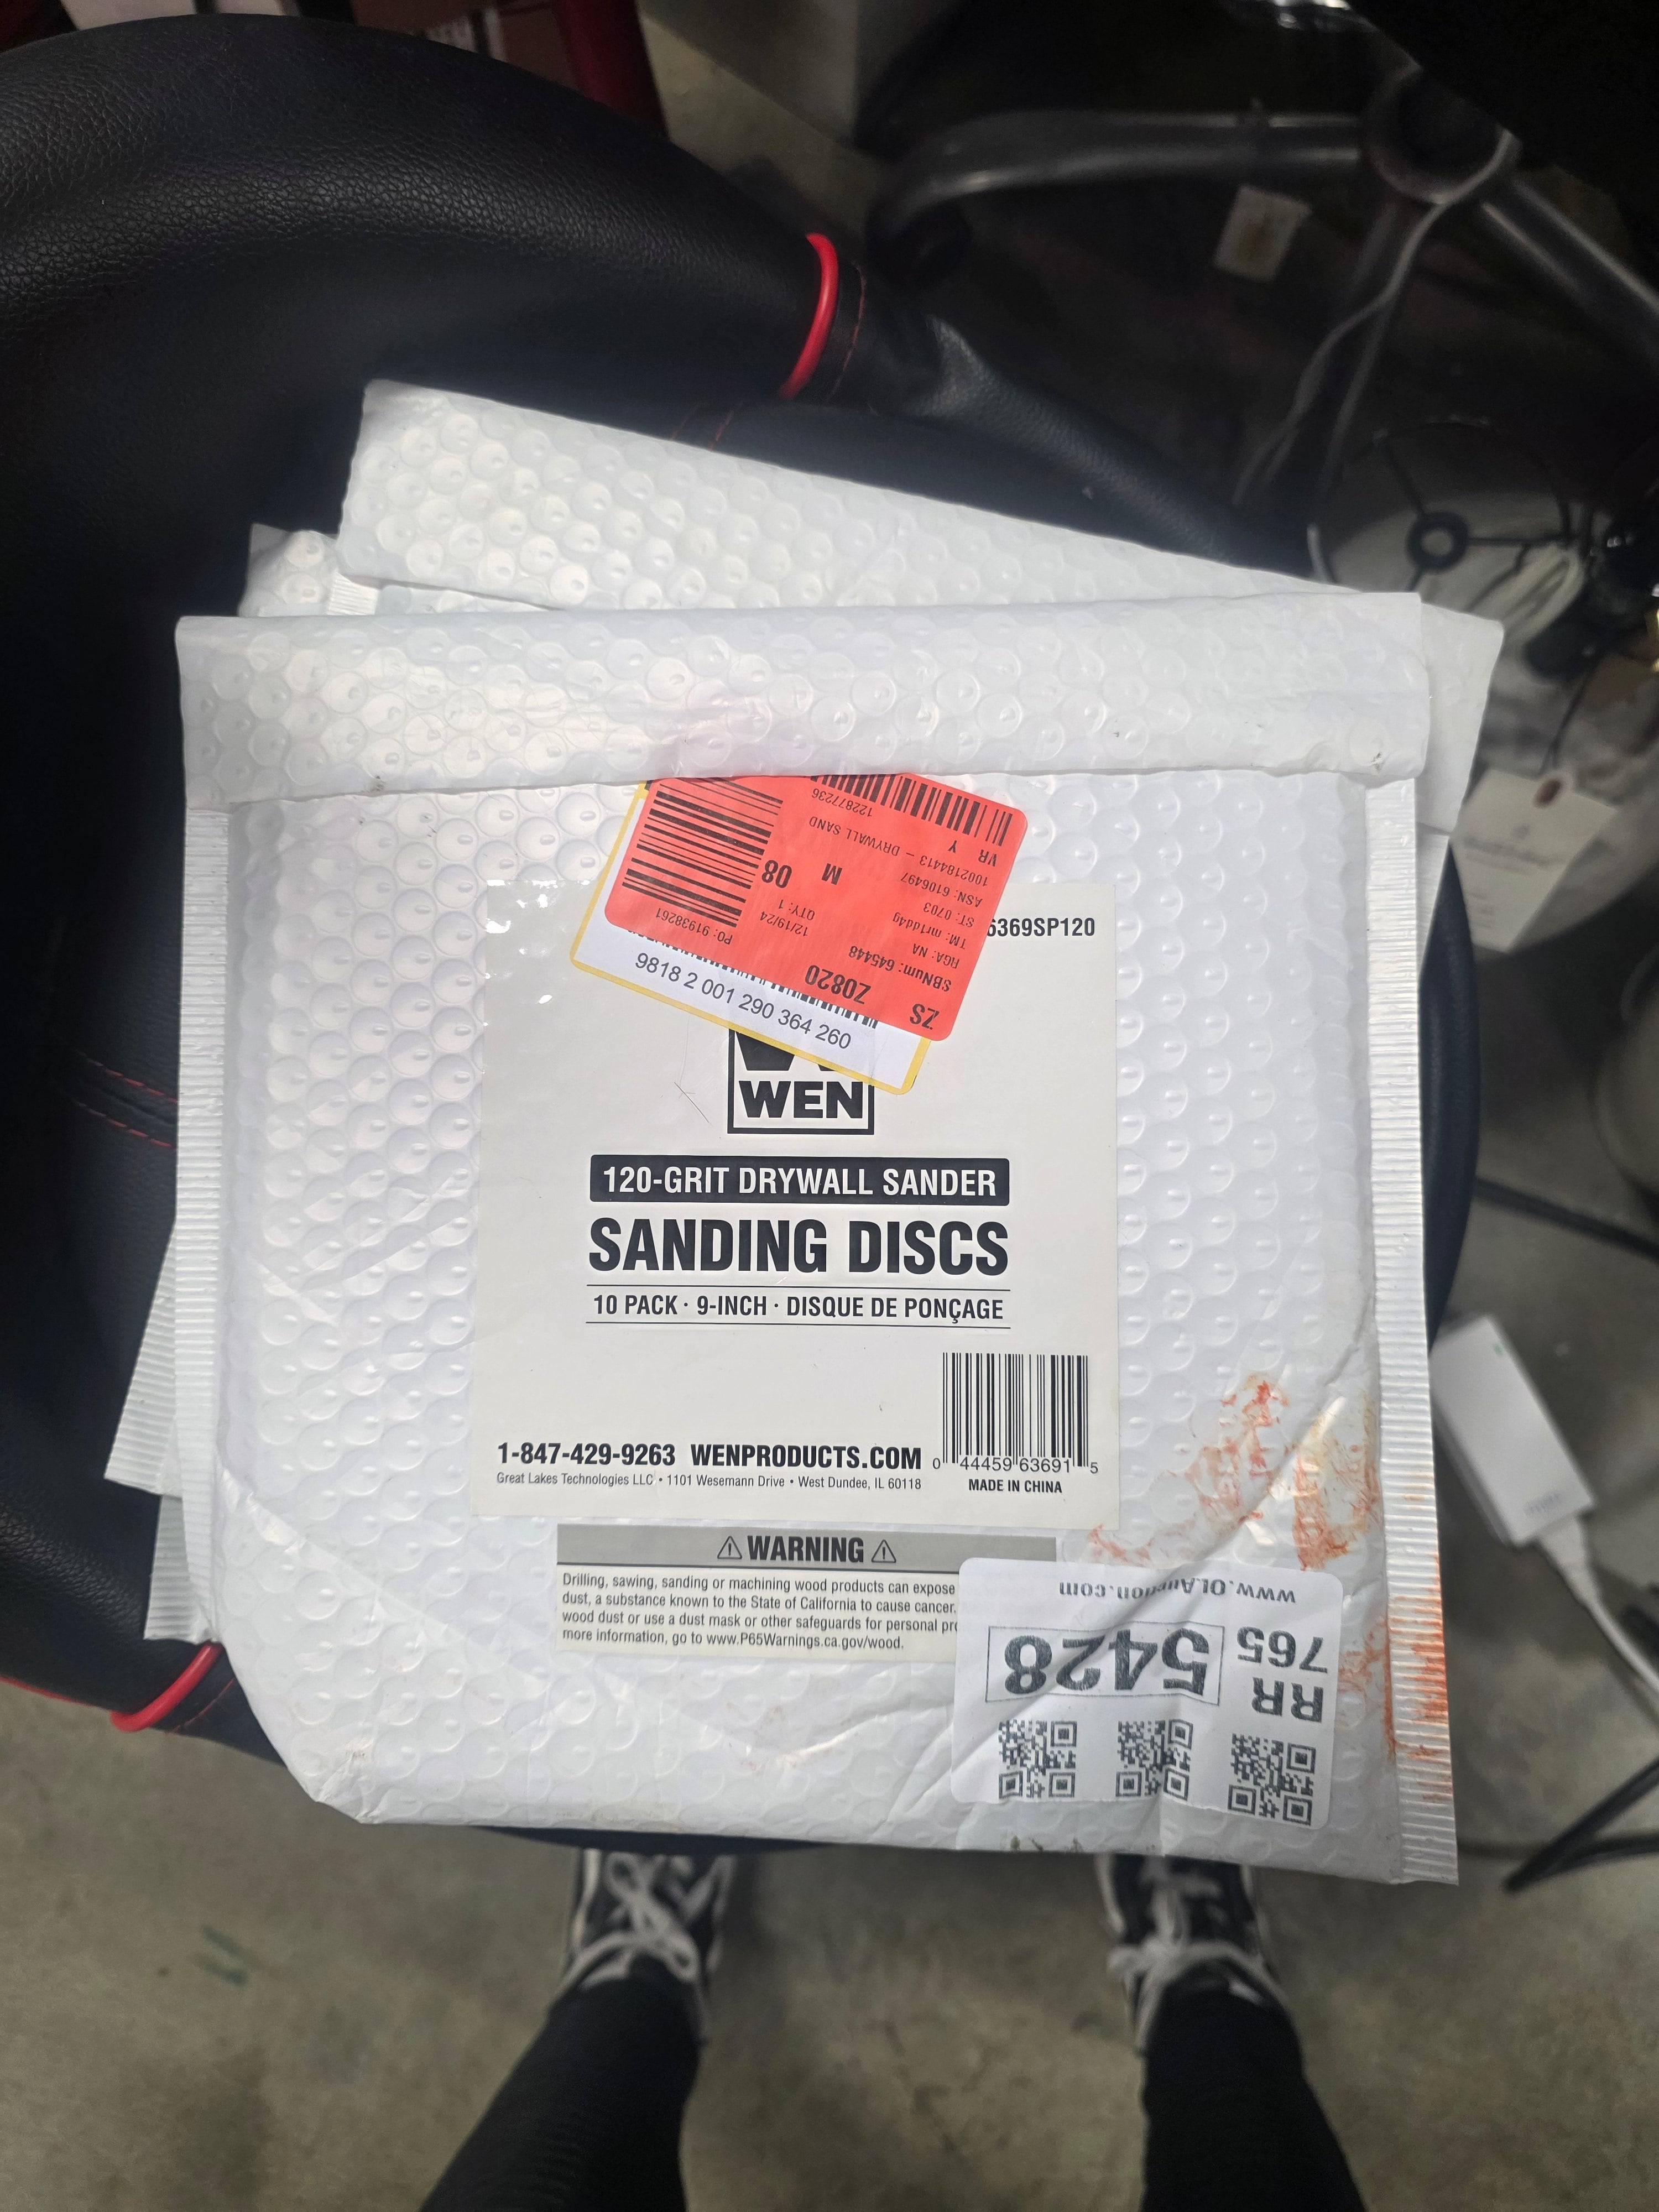 122877236
1002184413 — DRYWALL SAND
VR Y
ASN: 6106497
ST: 0703
M
08
TM: mr1dd4g
QTY: 1
RGA: NA
12/19/24
SBNum: 645448
PO: 91938261
ZS
Z0820
9818 2 001 290 364 260
6369SP120
WEN
120-GRIT DRYWALL SANDER
SANDING DISCS
10 PACK · 9-INCH · DISQUE DE PONÇAGE
1-847-429-9263 WENPRODUCTS.COM
Great Lakes Technologies LLC • 1101 Wesemann Drive • West Dundee, IL 60118
0 44459 63691 5
MADE IN CHINA
⚠ WARNING ⚠
Drilling, sawing, sanding or machining wood products can expose
dust, a substance known to the State of California to cause cancer.
wood dust or use a dust mask or other safeguards for personal
more information, go to www.P65Warnings.ca.gov/wood.
RR
765
5428
www.OLAuction.com